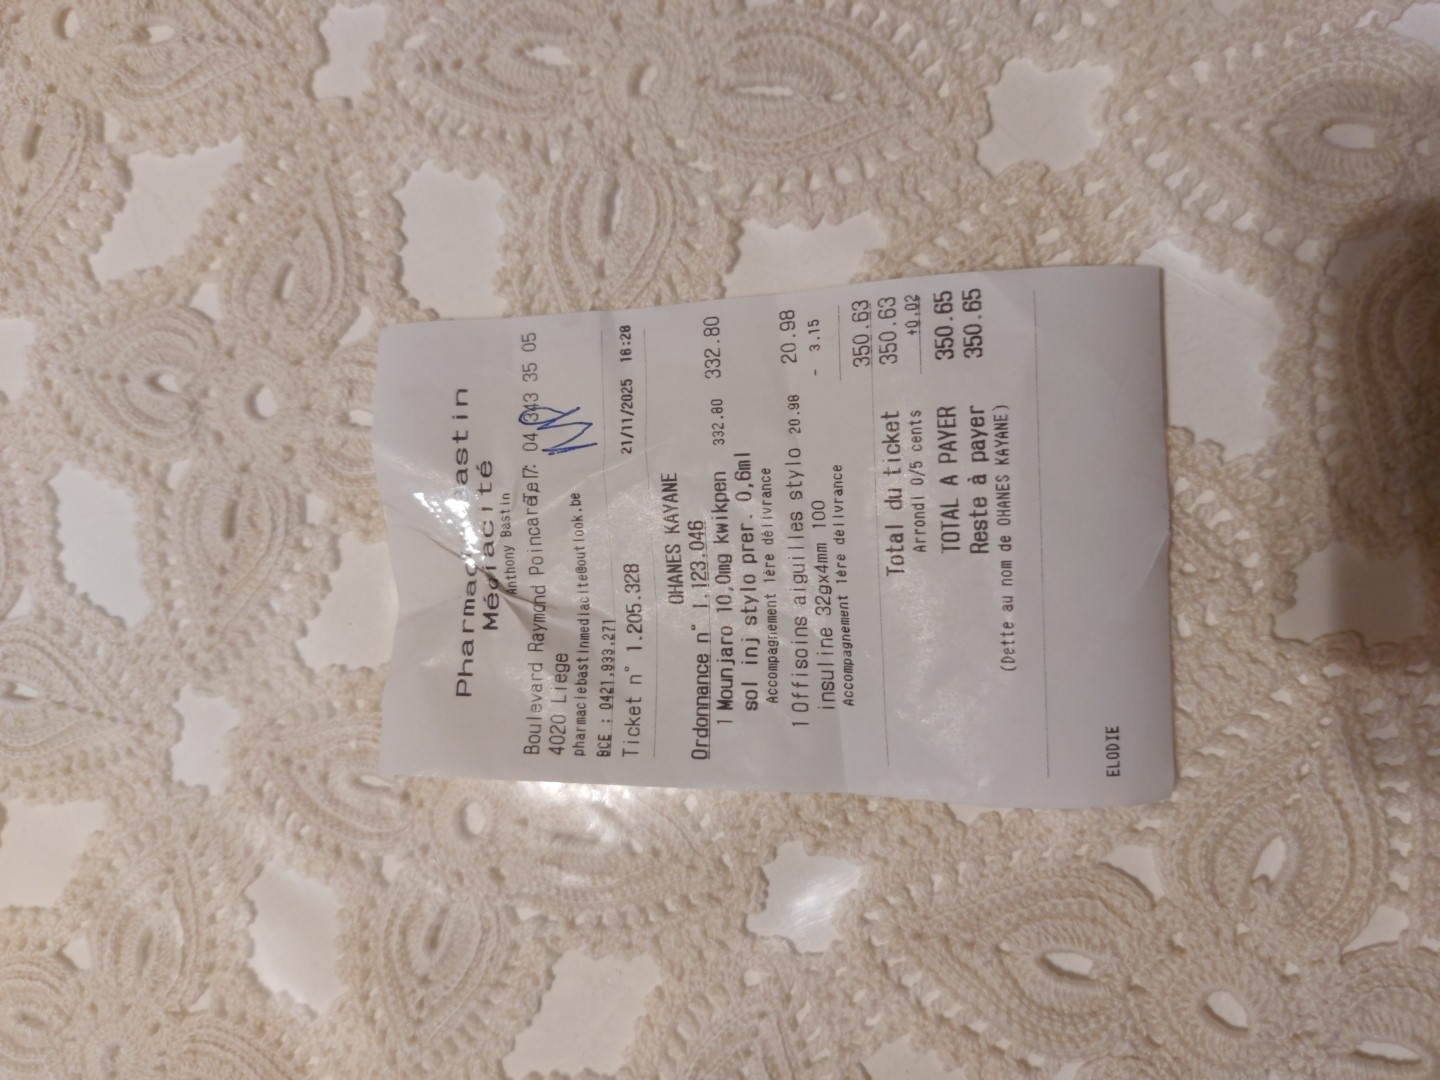 Pharmacie Bastin
Médiacité
Anthony Bastin
Boulevard Raymond Poincaré 17: 04 343 35 05
4020 Liege
pharmaciebastinmediacite@outlook.be
BCE : 0421.933.271
Ticket n° 1.205.328 21/11/2025 16:28
OHANES KAYANE
Ordonnance n° 1.123.046
1 Mounjaro 10,0mg kwikpen 332.80 332.80
sol inj stylo prer. 0,6ml
Accompagnement 1ère délivrance
1 Offisoins aiguilles stylo 20.98 20.98
insuline 32gx4mm 100 - 3.15
Accompagnement 1ère délivrance
350.63
Total du ticket 350.63
Arrondi 0/5 cents +0.02
TOTAL A PAYER 350.65
Reste à payer 350.65
(Dette au nom de OHANES KAYANE)
ELODIE